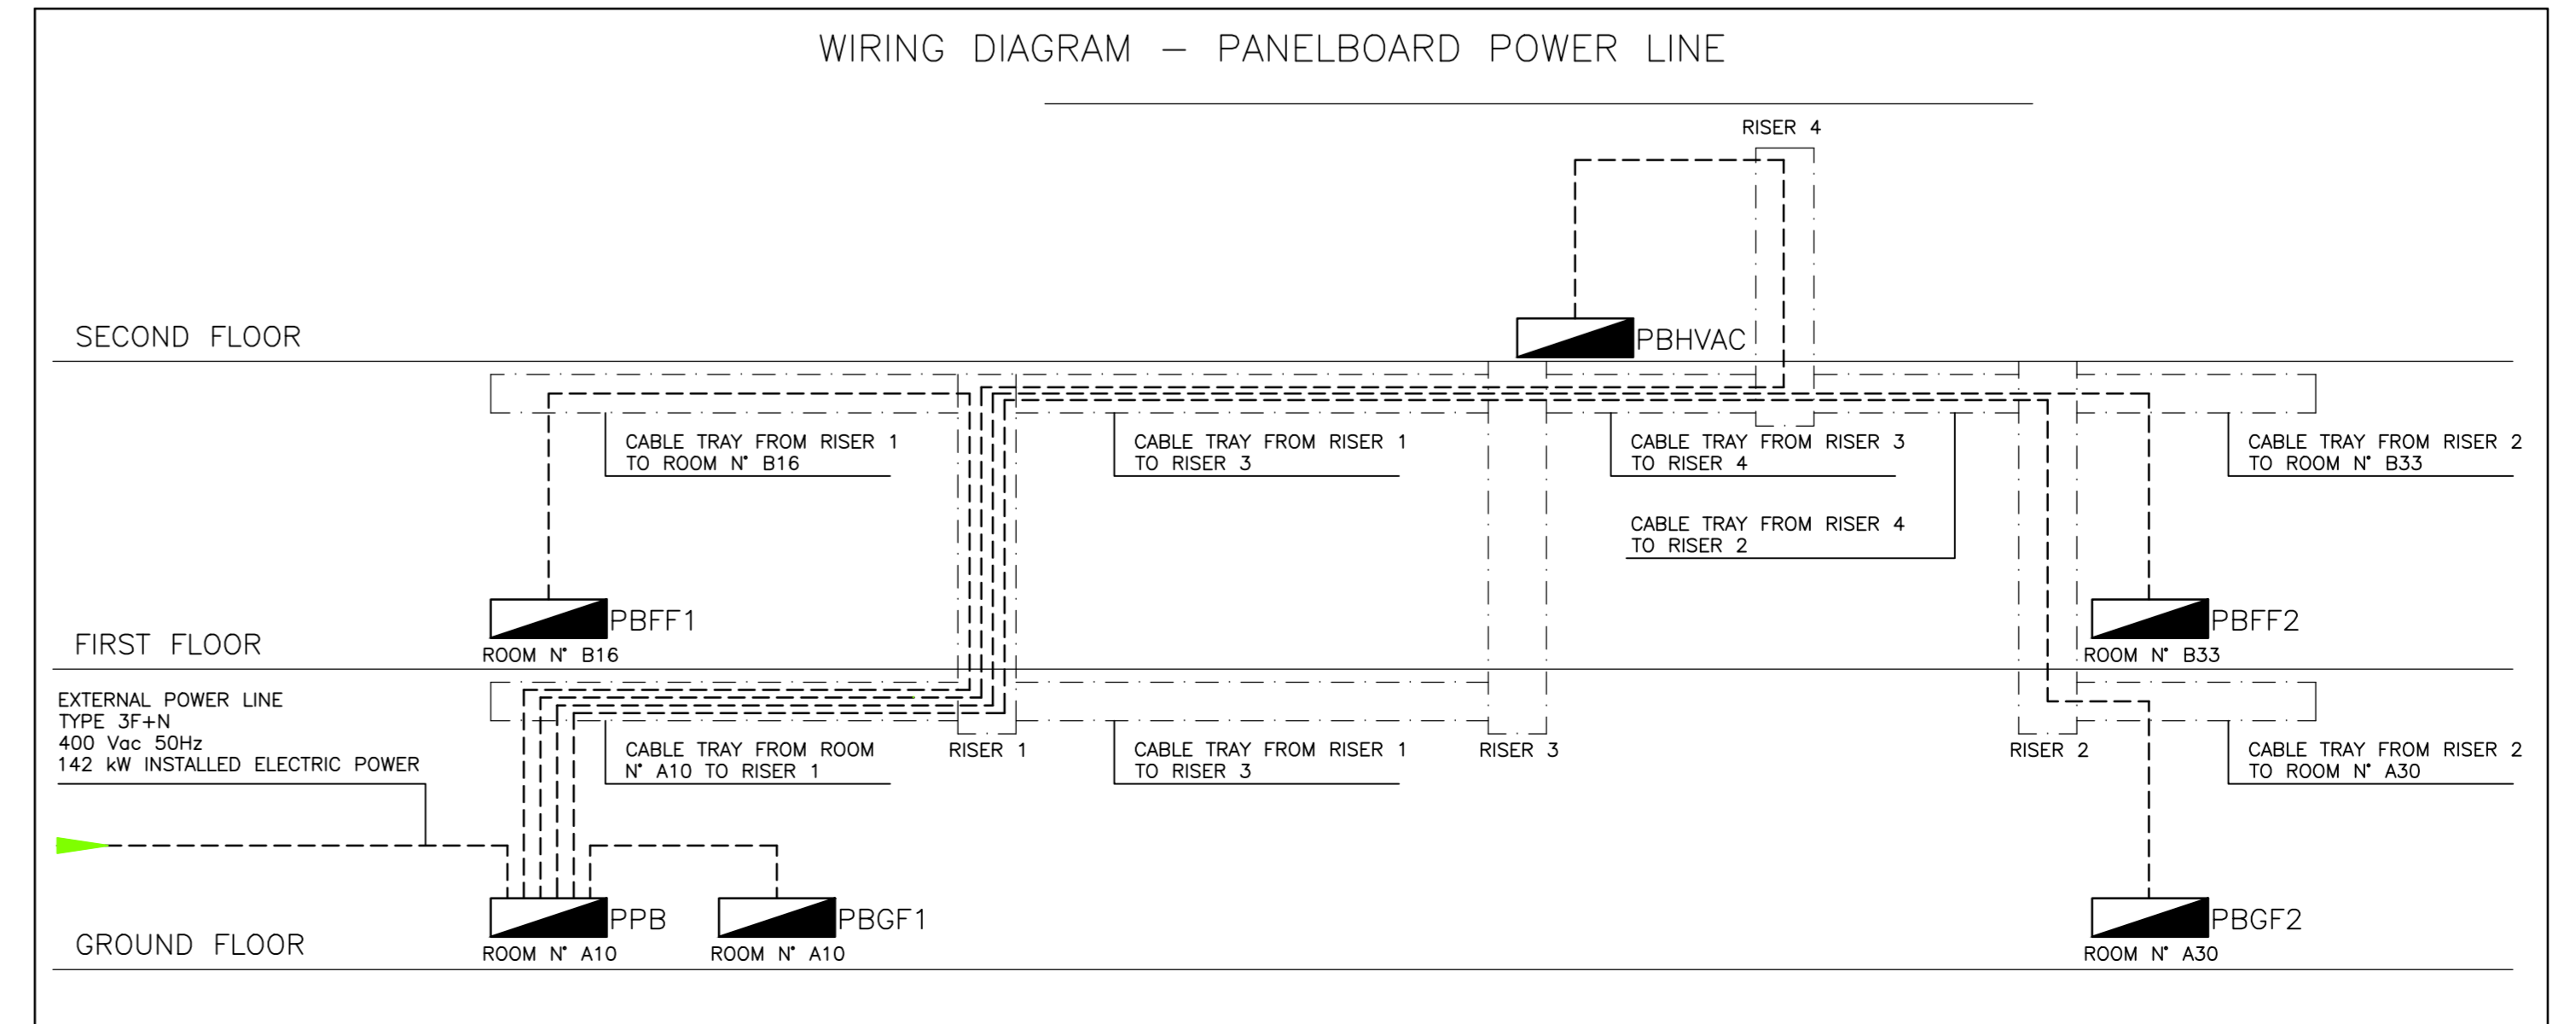 WIRING DIAGRAM – PANELBOARD POWER LINE
RISER 4
SECOND FLOOR
PBHVAC
CABLE TRAY FROM RISER 1
TO ROOM N° B16
CABLE TRAY FROM RISER 1
TO RISER 3
CABLE TRAY FROM RISER 3
TO RISER 4
CABLE TRAY FROM RISER 2
TO ROOM N° B33
CABLE TRAY FROM RISER 4
TO RISER 2
FIRST FLOOR
PBFF1
ROOM N° B16
PBFF2
ROOM N° B33
EXTERNAL POWER LINE
TYPE 3F+N
400 Vac 50Hz
142 kW INSTALLED ELECTRIC POWER
CABLE TRAY FROM ROOM
N° A10 TO RISER 1
RISER 1
CABLE TRAY FROM RISER 1
TO RISER 3
RISER 3
RISER 2
CABLE TRAY FROM RISER 2
TO ROOM N° A30
GROUND FLOOR
PPB
ROOM N° A10
PBGF1
ROOM N° A10
PBGF2
ROOM N° A30